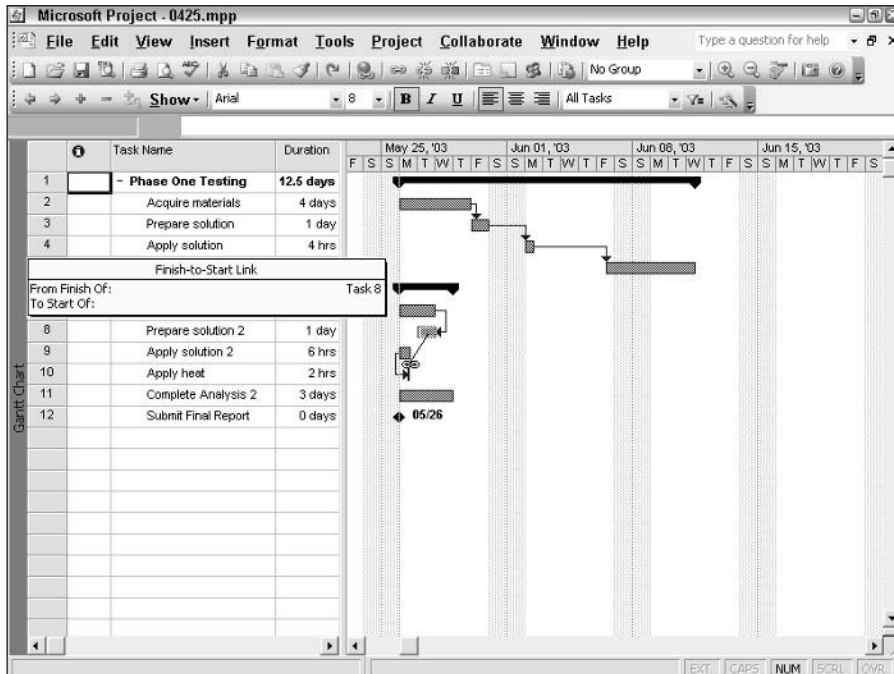 Microsoft Project - 0425.mpp
File Edit View Insert Format Tools Project Collaborate Window Help Type a question for help
ABC No Group
Show Arial 8 B I U All Tasks
Task Name Duration May 25, '03 Jun 01, '03 Jun 08, '03 Jun 15, '03
F S S M T W T F S S M T W T F S S M T W T F S S M T W T F S
1 − Phase One Testing 12.5 days
2 Acquire materials 4 days
3 Prepare solution 1 day
4 Apply solution 4 hrs
Finish-to-Start Link
From Finish Of: Task 8
To Start Of:
8 Prepare solution 2 1 day
9 Apply solution 2 6 hrs
10 Apply heat 2 hrs
11 Complete Analysis 2 3 days
12 Submit Final Report 0 days 05/26
Gantt Chart
EXT CAPS NUM SCRL OVR